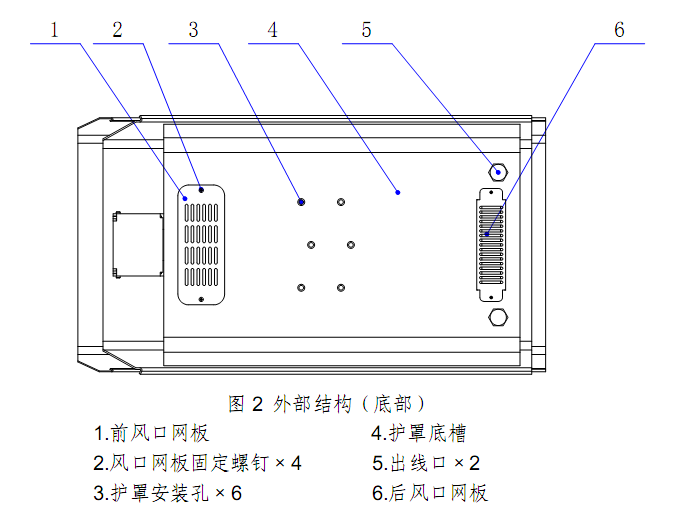 1 2 3 4 5 6
图 2 外部结构（底部）
1.前风口网板 4.护罩底槽
2.风口网板固定螺钉×4 5.出线口×2
3.护罩安装孔×6 6.后风口网板